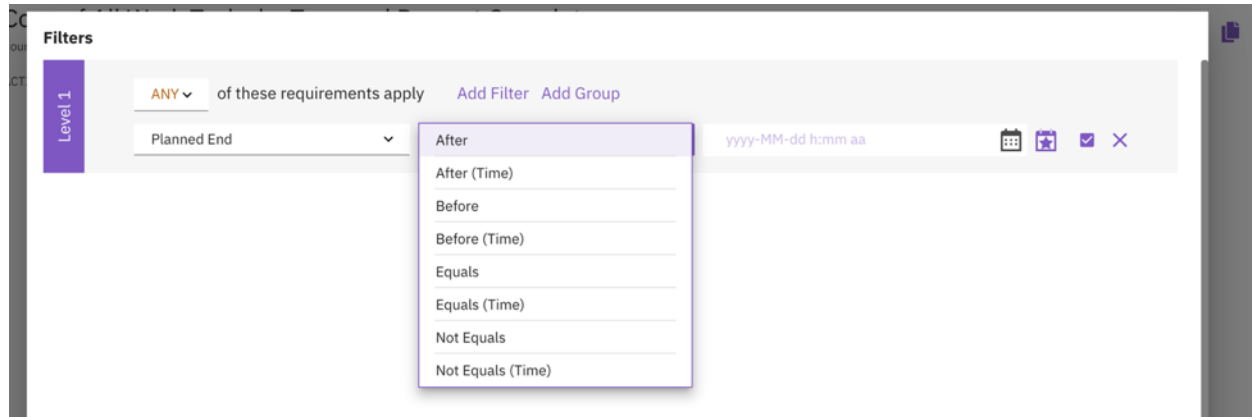 Filters
Level 1
ANY of these requirements apply Add Filter Add Group
Planned End
After
yyyy-MM-dd h:mm aa
After (Time)
Before
Before (Time)
Equals
Equals (Time)
Not Equals
Not Equals (Time)